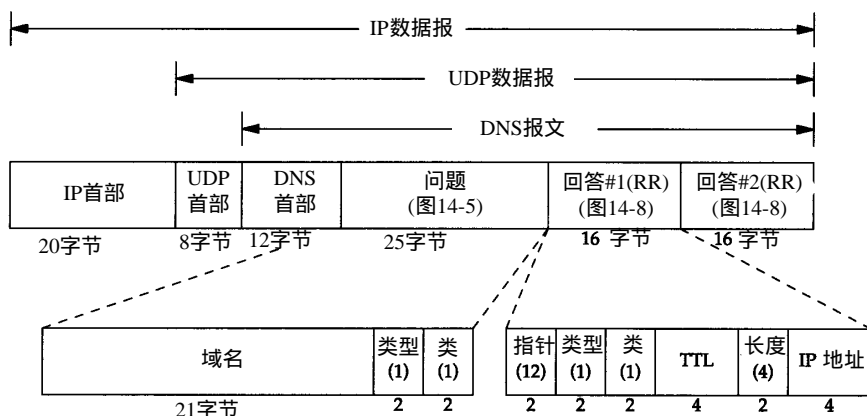 IP数据报
UDP数据报
DNS报文
IP首部
UDP
首部
DNS
首部
问题
(图14-5)
回答#1(RR)
(图14-8)
回答#2(RR)
(图14-8)
20字节
8字节
12字节
25字节
16 字节
16 字节
域名
类型
(1)
类
(1)
指针
(12)
类型
(1)
类
(1)
TTL
长度
(4)
IP 地址
21字节
2
2
2
2
2
4
2
4